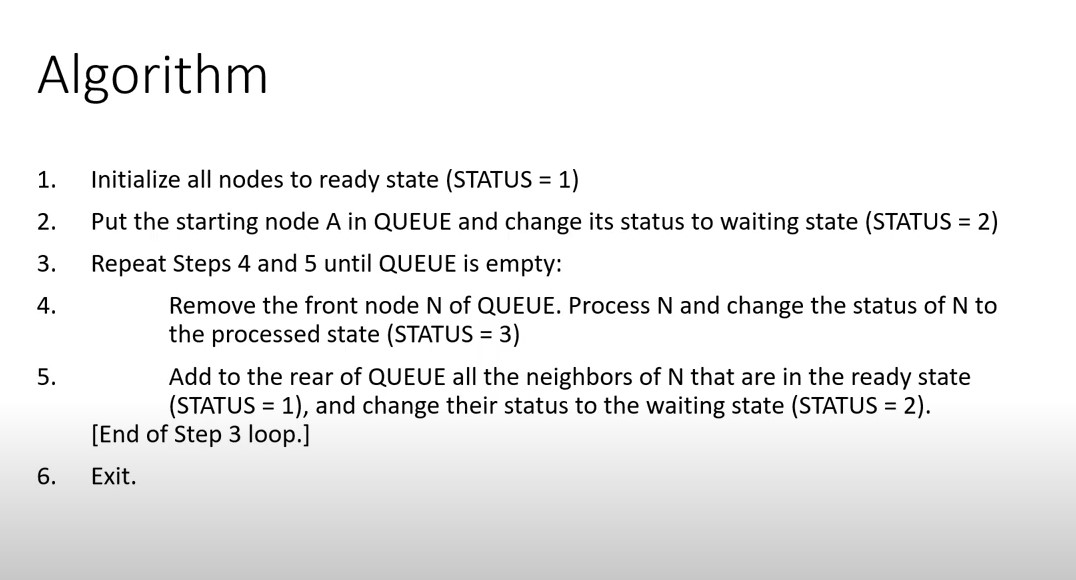 Algorithm
1. Initialize all nodes to ready state (STATUS = 1)
2. Put the starting node A in QUEUE and change its status to waiting state (STATUS = 2)
3. Repeat Steps 4 and 5 until QUEUE is empty:
4. Remove the front node N of QUEUE. Process N and change the status of N to
the processed state (STATUS = 3)
5. Add to the rear of QUEUE all the neighbors of N that are in the ready state
(STATUS = 1), and change their status to the waiting state (STATUS = 2).
[End of Step 3 loop.]
6. Exit.